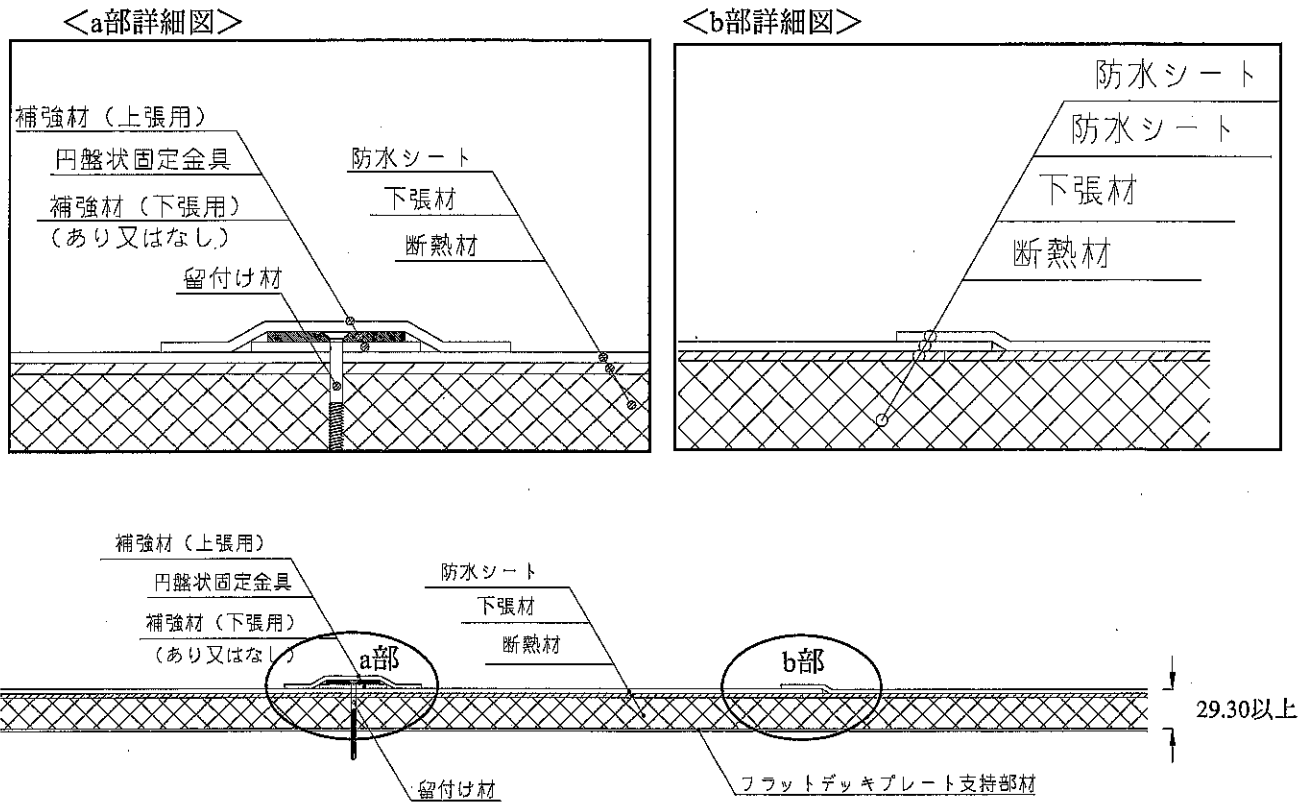 <a部詳細図>
補強材(上張用)
円盤状固定金具
補強材(下張用)
(あり又はなし)
留付け材
防水シート
下張材
断熱材
<b部詳細図>
防水シート
防水シート
下張材
断熱材
補強材(上張用)
円盤状固定金具
補強材(下張用)
(あり又はなし)
a部
留付け材
防水シート
下張材
断熱材
b部
フラットデッキプレート支持部材
29.30以上